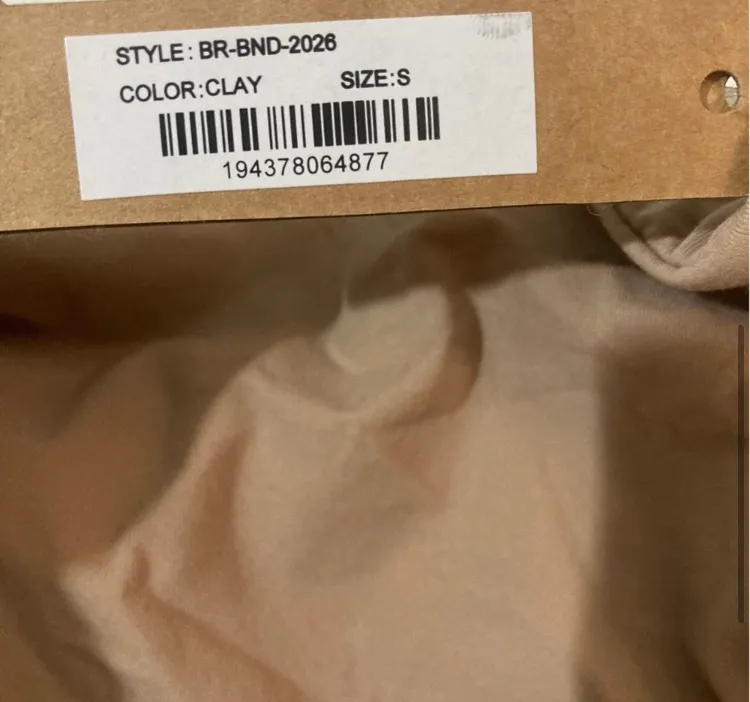 STYLE: BR-BND-2026
COLOR:CLAY SIZE:S
194378064877